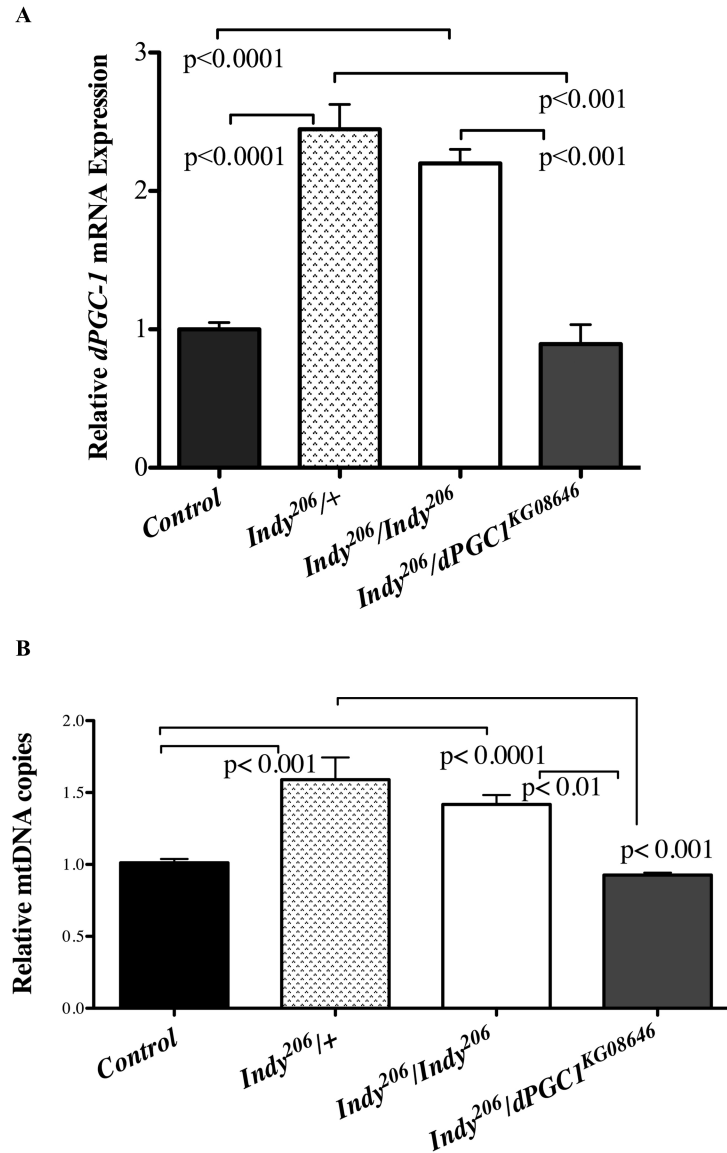 A
Relative dPGC-1 mRNA Expression
3
2
1
0
p<0.0001
p<0.001
p<0.0001
p<0.001
Control
Indy206/+
Indy206/Indy206
Indy206/dPGC1KG08646
B
Relative mtDNA copies
2.0
1.5
1.0
0.5
0.0
p< 0.001
p< 0.0001
p< 0.01
p< 0.001
Control
Indy206/+
Indy206/Indy206
Indy206/dPGC1KG08646